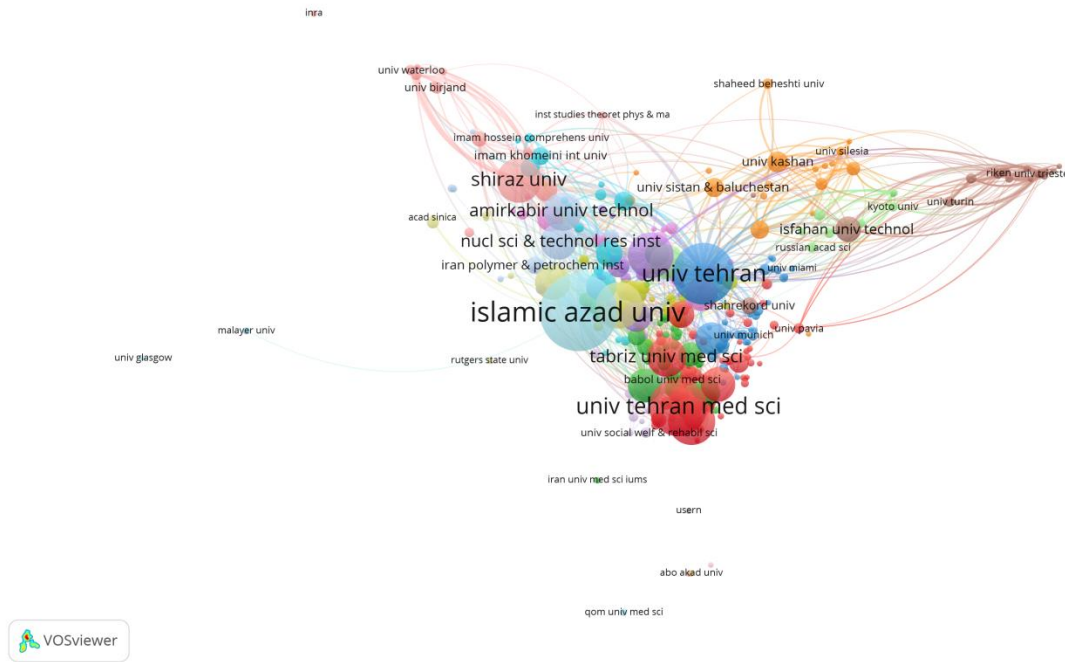 inra
univ waterloo
univ birjand
shaheed beheshti univ
inst studies theoret phys & ma
imam hossein comprehens univ
imam khomeini int univ
univ silesia
univ kashan
shiraz univ
univ sistan & baluchestan
riken
univ trieste
univ turin
kyoto univ
acad sinica
amirkabir univ technol
isfahan univ technol
nucl sci & technol res inst
russian acad sci
iran polymer & petrochem inst
univ tehran
univ miami
islamic azad univ
shahrekord univ
malayer univ
univ pavia
univ munich
univ glasgow
rutgers state univ
tabriz univ med sci
babol univ med sci
univ tehran med sci
univ social welf & rehabil sci
iran univ med sci iums
usern
abo akad univ
qom univ med sci
VOSviewer